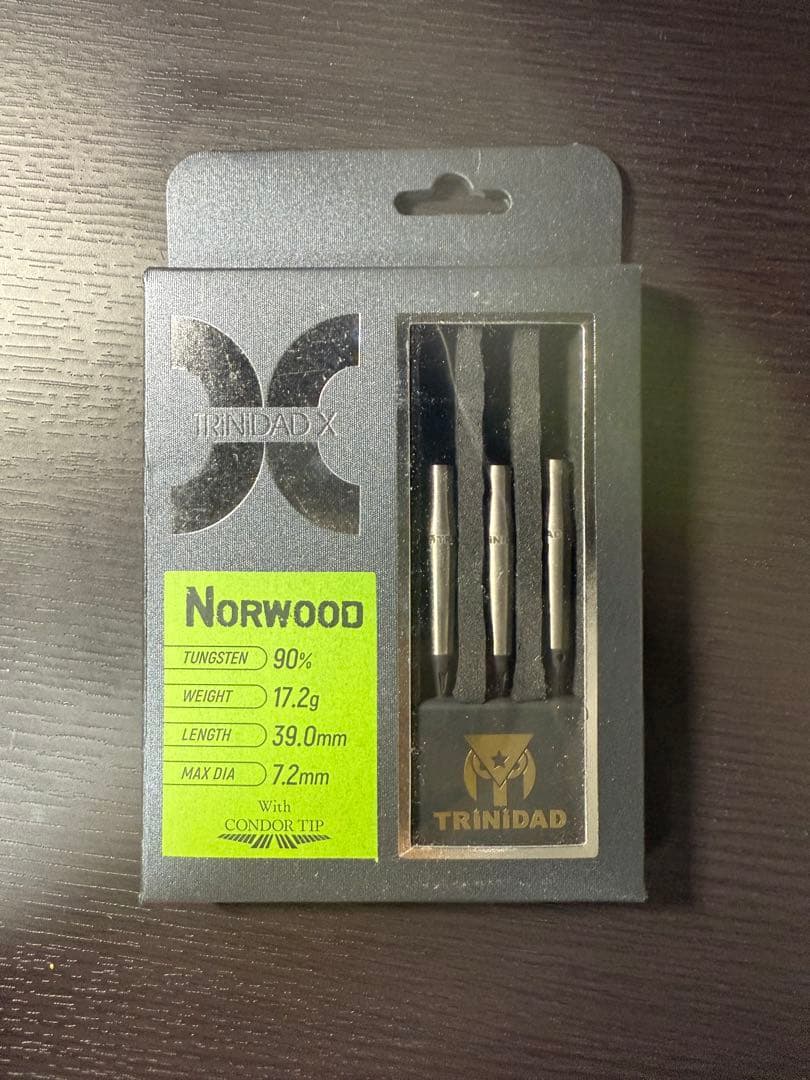 TRINIDAD X
NORWOOD
TUNGSTEN 90%
WEIGHT 17.2g
LENGTH 39.0mm
MAX DIA 7.2mm
With
CONDOR TIP
TRiNiDAD